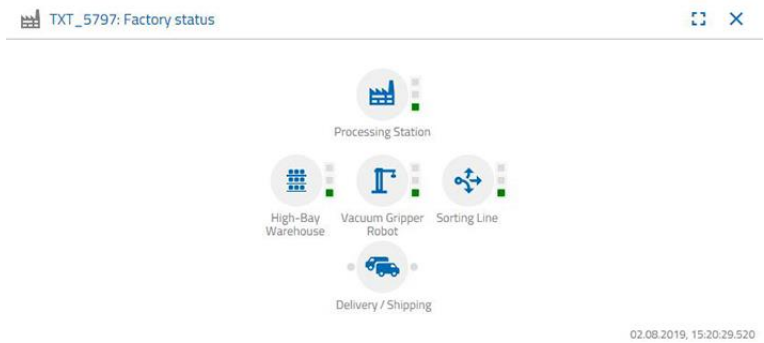 TXT_5797: Factory status
Processing Station
High-Bay
Warehouse
Vacuum Gripper
Robot
Sorting Line
Delivery / Shipping
02.08.2019, 15:20:29.520